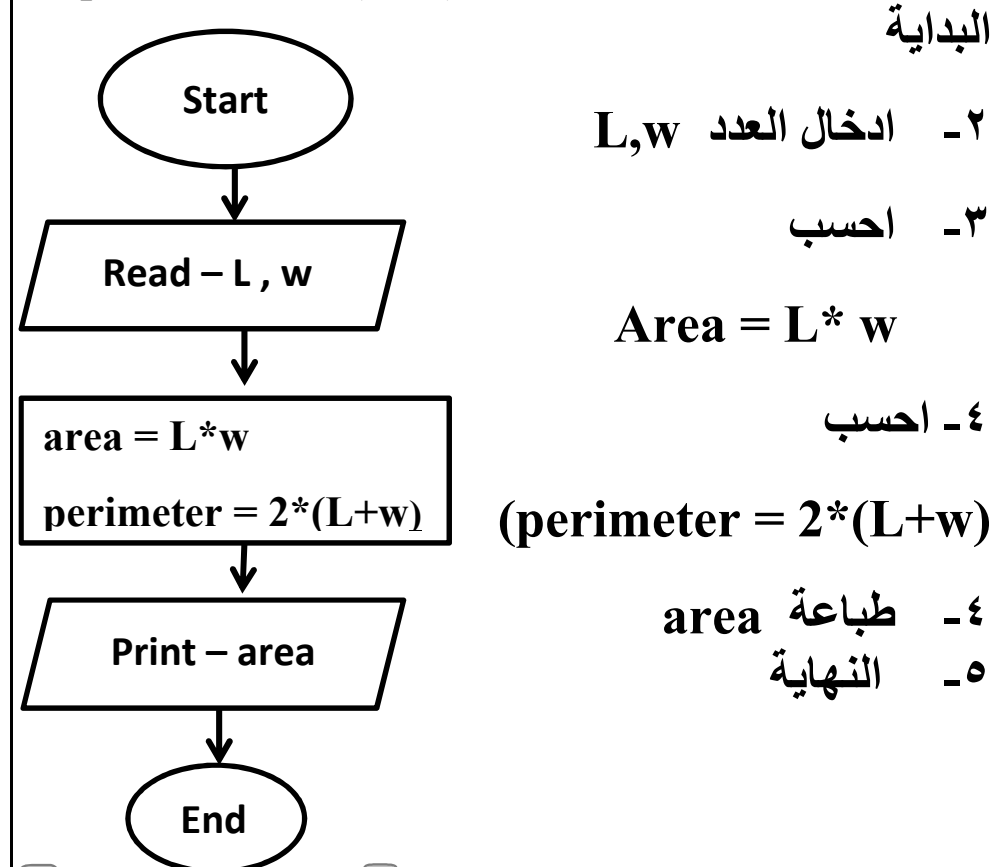 البداية
٢- ادخال العدد L,w
٣- احسب
Area = L* w
٤- احسب
(perimeter = 2*(L+w)
٤- طباعة area
٥- النهاية
Start
Read – L , w
area = L*w
perimeter = 2*(L+w)
Print – area
End